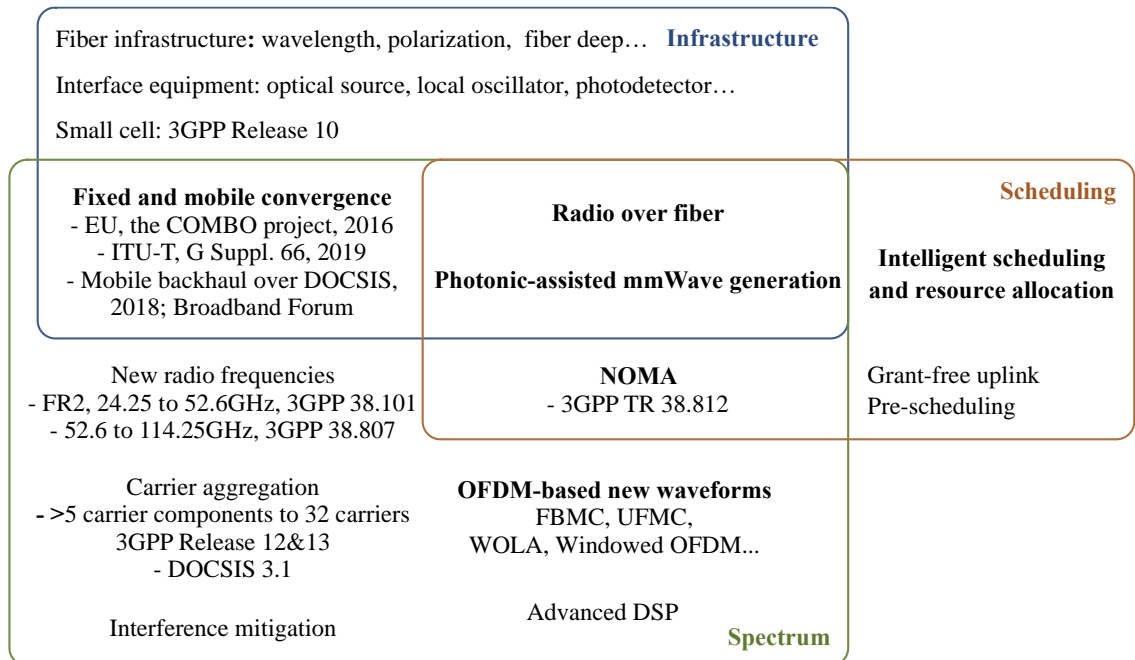 Fiber infrastructure: wavelength, polarization, fiber deep… Infrastructure
Interface equipment: optical source, local oscillator, photodetector…
Small cell: 3GPP Release 10
Fixed and mobile convergence
- EU, the COMBO project, 2016
- ITU-T, G Suppl. 66, 2019
- Mobile backhaul over DOCSIS,
2018; Broadband Forum
Radio over fiber
Photonic-assisted mmWave generation
Scheduling
Intelligent scheduling
and resource allocation
New radio frequencies
- FR2, 24.25 to 52.6GHz, 3GPP 38.101
- 52.6 to 114.25GHz, 3GPP 38.807
NOMA
- 3GPP TR 38.812
Grant-free uplink
Pre-scheduling
Carrier aggregation
- >5 carrier components to 32 carriers
3GPP Release 12&13
- DOCSIS 3.1
OFDM-based new waveforms
FBMC, UFMC,
WOLA, Windowed OFDM...
Interference mitigation
Advanced DSP
Spectrum